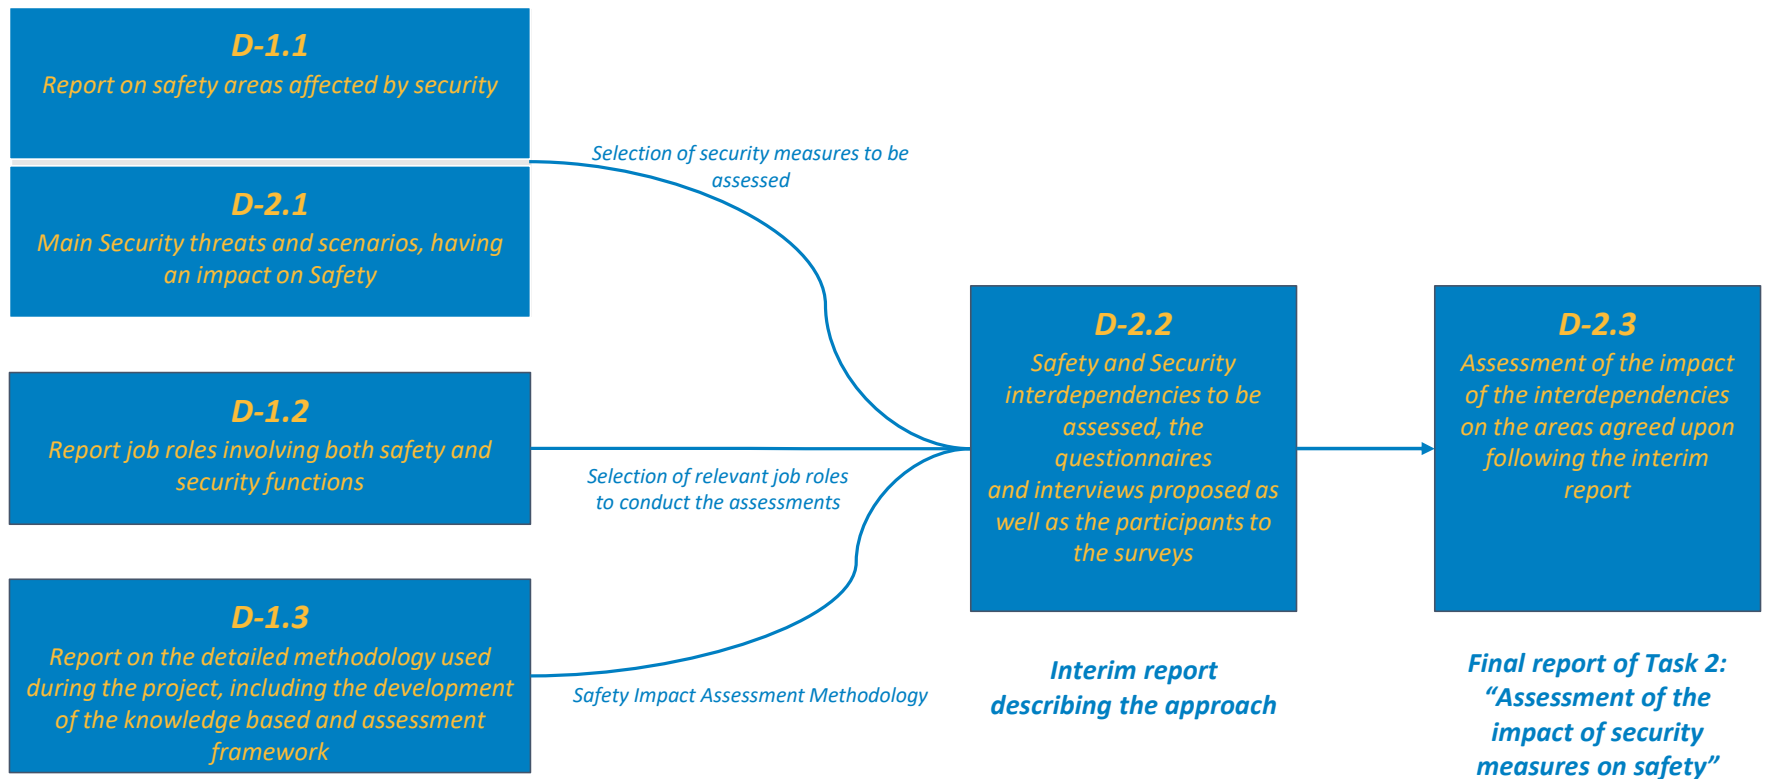 D-1.1
Report on safety areas affected by security
D-2.1
Main Security threats and scenarios, having
an impact on Safety
D-1.2
Report job roles involving both safety and
security functions
D-1.3
Report on the detailed methodology used
during the project, including the development
of the knowledge based and assessment
framework
Selection of security measures to be
assessed
Selection of relevant job roles
to conduct the assessments
Safety Impact Assessment Methodology
D-2.2
Safety and Security
interdependencies to be
assessed, the
questionnaires
and interviews proposed as
well as the participants to
the surveys
Interim report
describing the approach
D-2.3
Assessment of the impact
of the interdependencies
on the areas agreed upon
following the interim
report
Final report of Task 2:
“Assessment of the
impact of security
measures on safety”